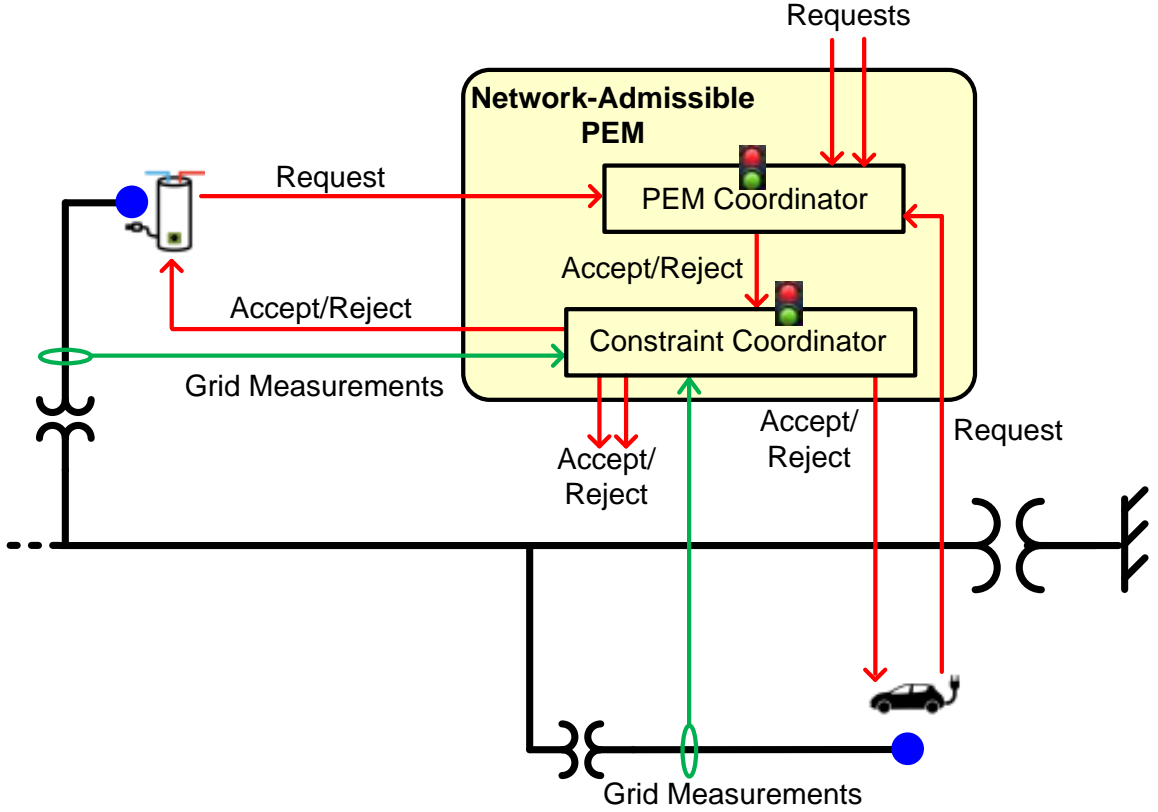 Requests
Network-Admissible
PEM
Request
PEM Coordinator
Accept/Reject
Accept/Reject
Constraint Coordinator
Grid Measurements
Accept/
Reject
Request
Accept/
Reject
Grid Measurements